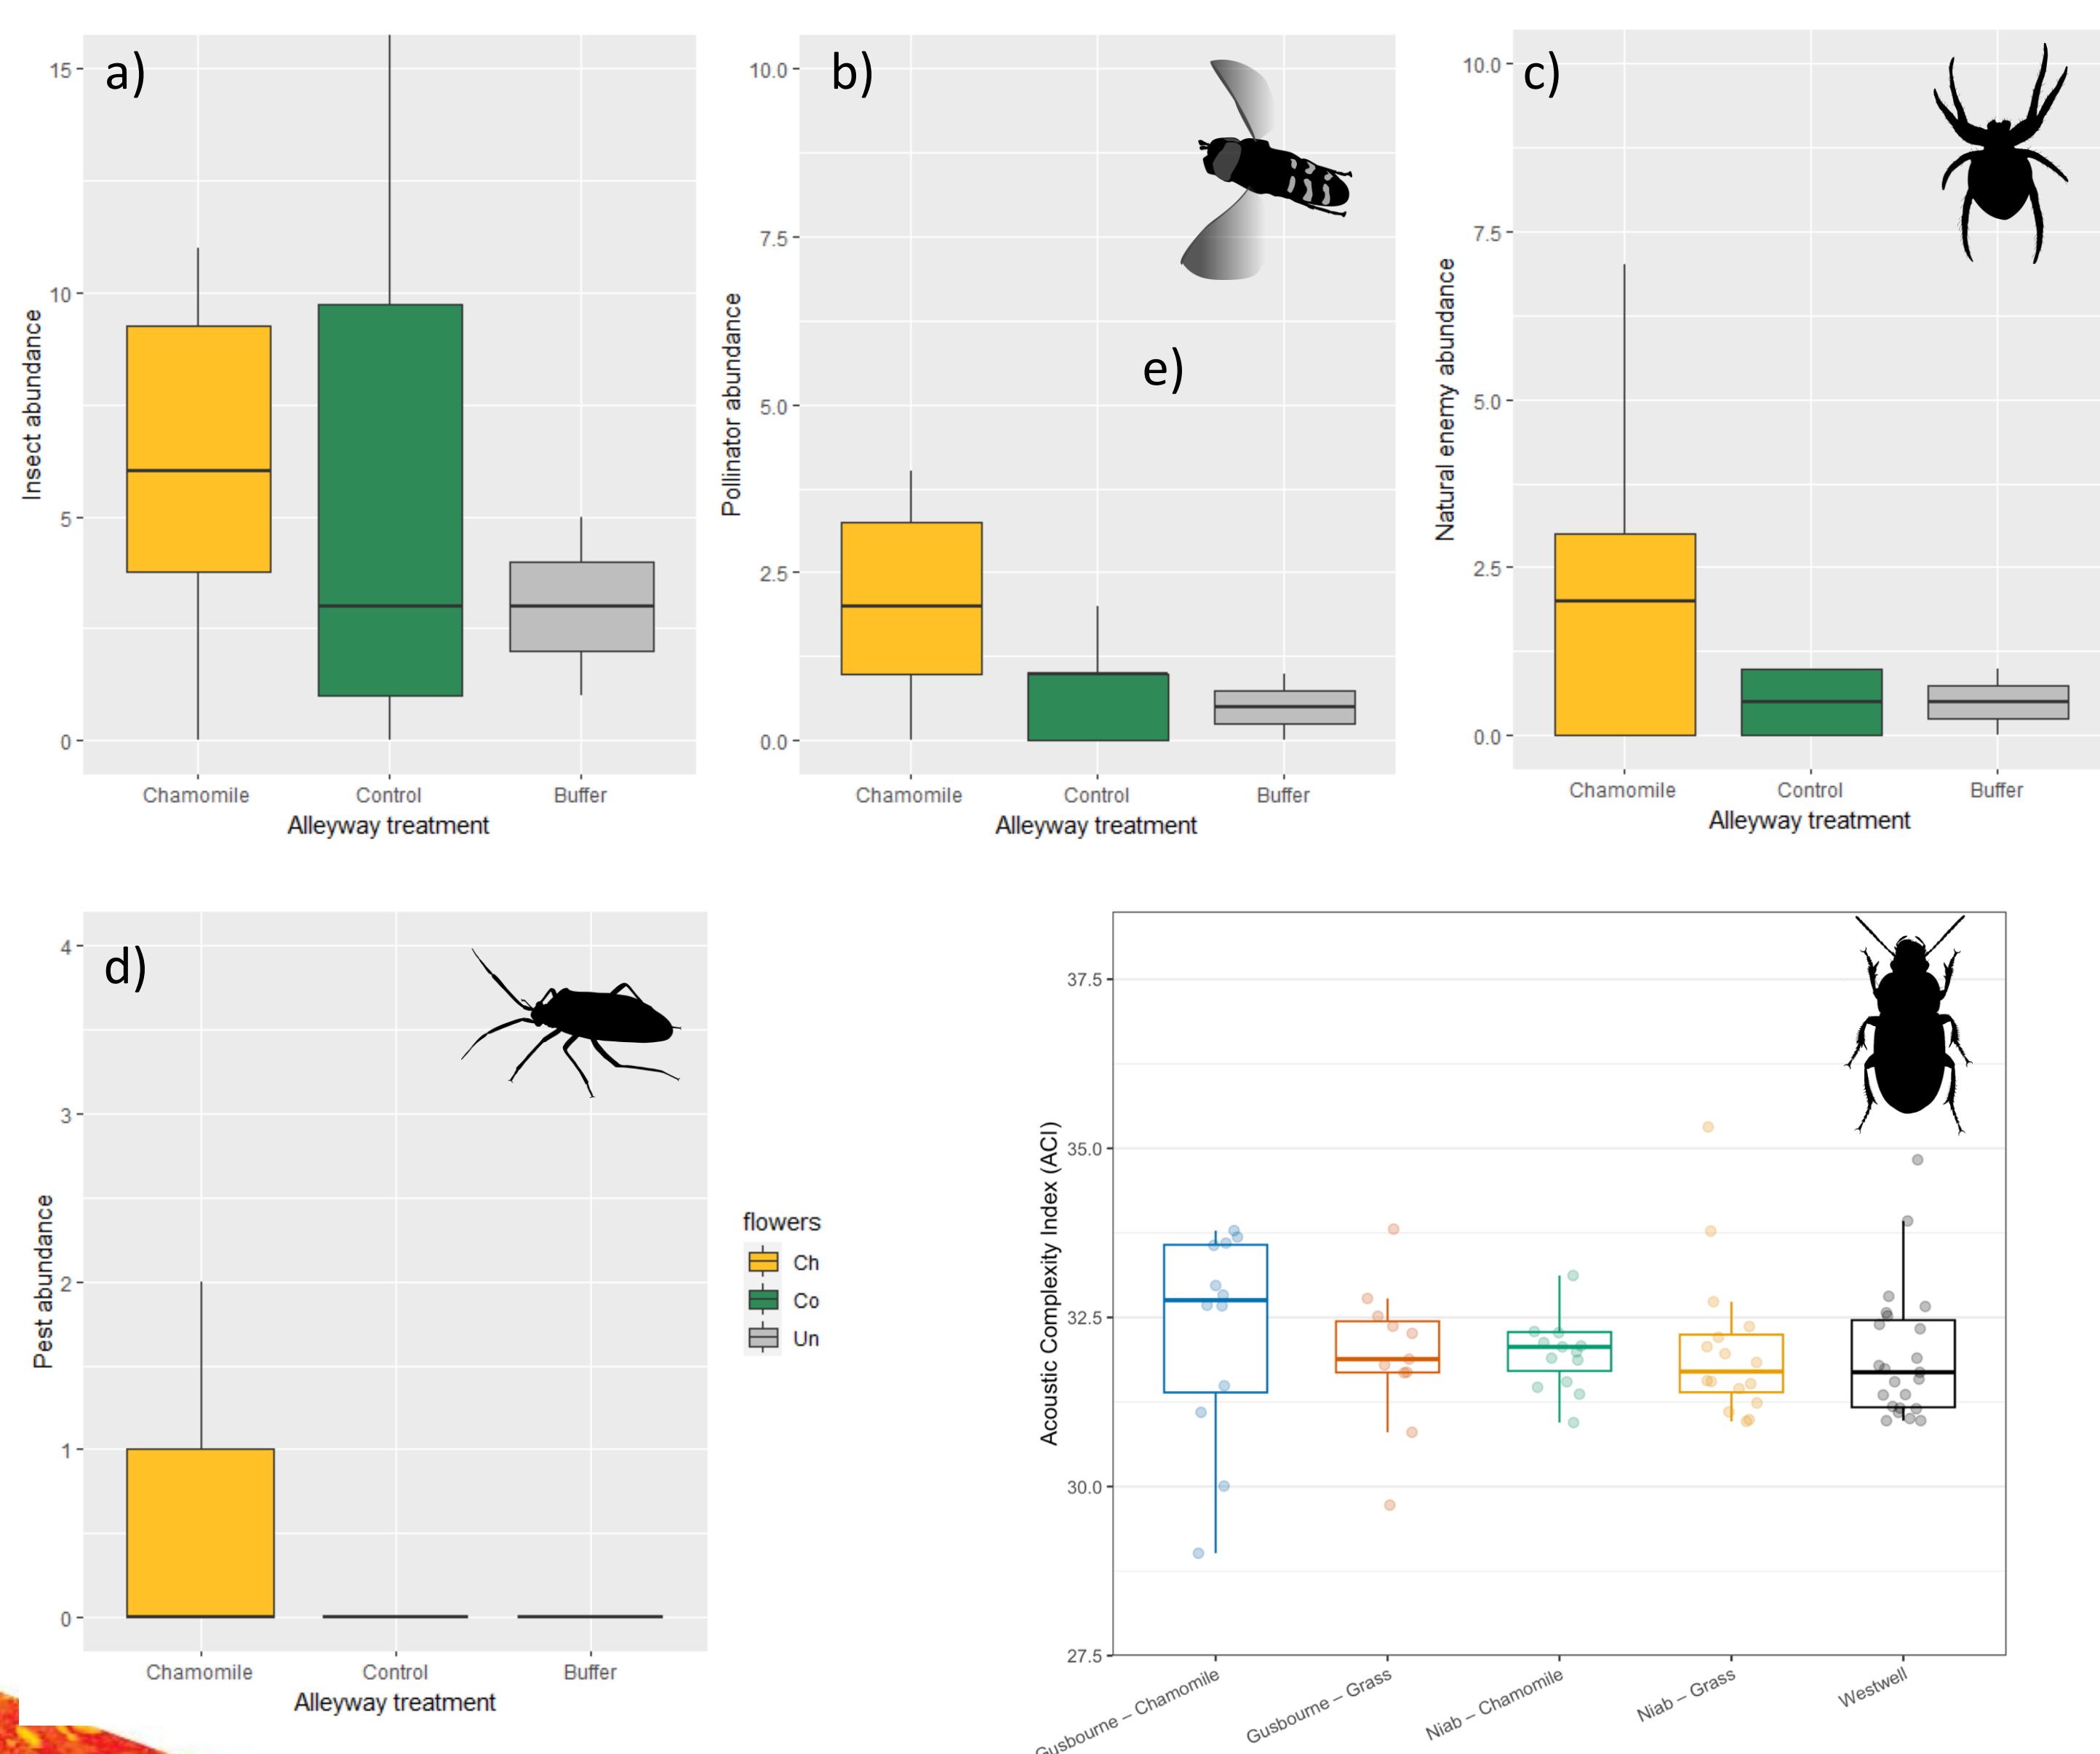 a)
15
10
5
0
Insect abundance
Chamomile Control Buffer
Alleyway treatment
b)
10.0
7.5
5.0
2.5
0.0
Pollinator abundance
e)
Chamomile Control Buffer
Alleyway treatment
c)
10.0
7.5
5.0
2.5
0.0
Natural enemy abundance
Chamomile Control Buffer
Alleyway treatment
d)
4
3
2
1
0
Pest abundance
Chamomile Control Buffer
Alleyway treatment
flowers
Ch
Co
Un
37.5
35.0
32.5
30.0
27.5
Acoustic Complexity Index (ACI)
Gusbourne – Chamomile
Gusbourne – Grass
Niab – Chamomile
Niab – Grass
Westwell